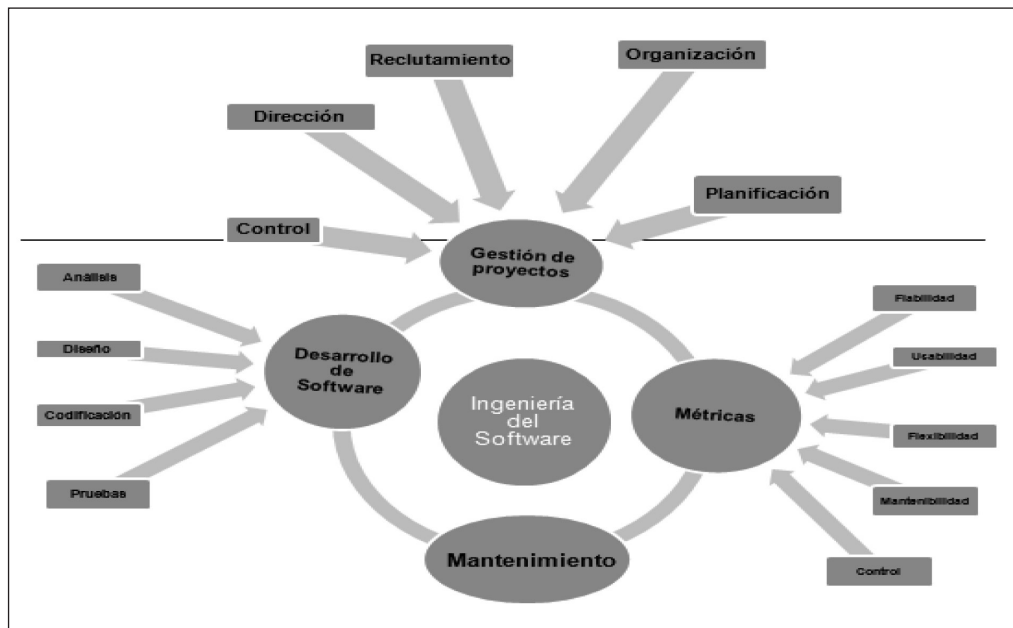 Organización
Reclutamiento
Dirección
Planificación
Control
Gestión de
proyectos
Análisis
Diseño
Codificación
Pruebas
Desarrollo
de
Software
Ingeniería
del
Software
Métricas
Fiabilidad
Usabilidad
Flexibilidad
Mantenibilidad
Control
Mantenimiento